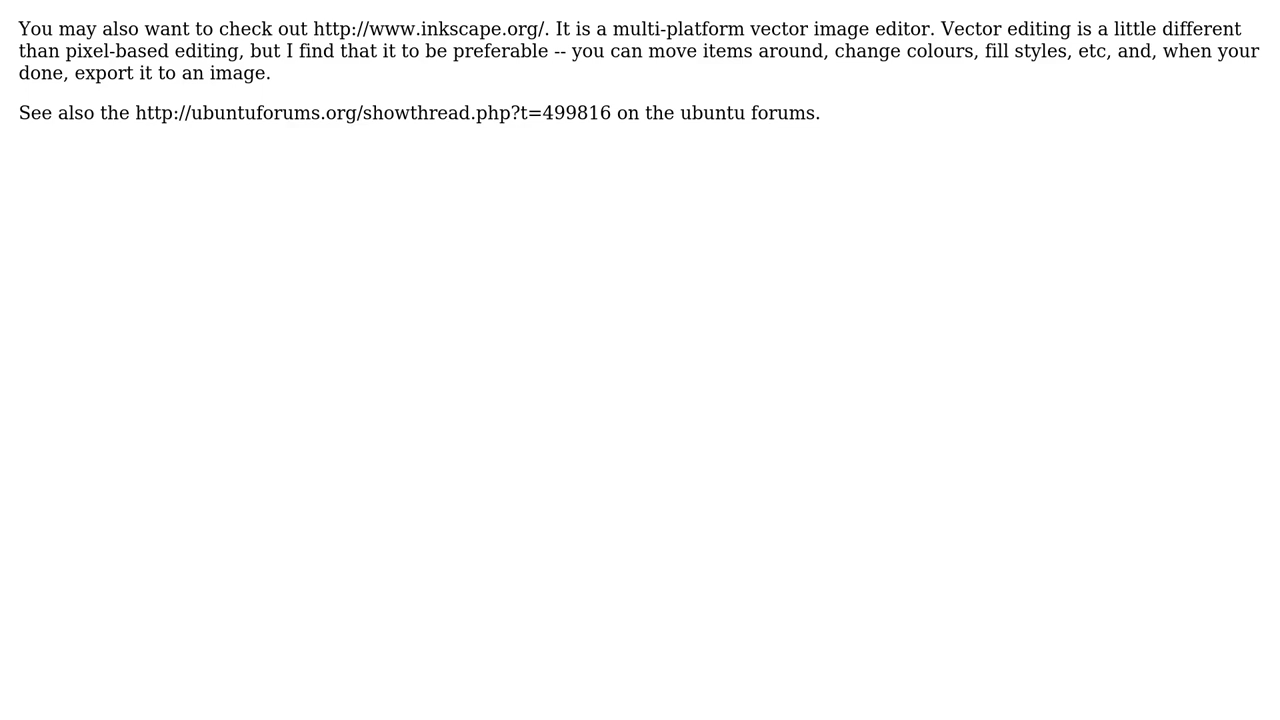 You may also want to check out http://www.inkscape.org/. It is a multi-platform vector image editor. Vector editing is a little different
than pixel-based editing, but I find that it to be preferable -- you can move items around, change colours, fill styles, etc, and, when your
done, export it to an image.
See also the http://ubuntuforums.org/showthread.php?t=499816 on the ubuntu forums.